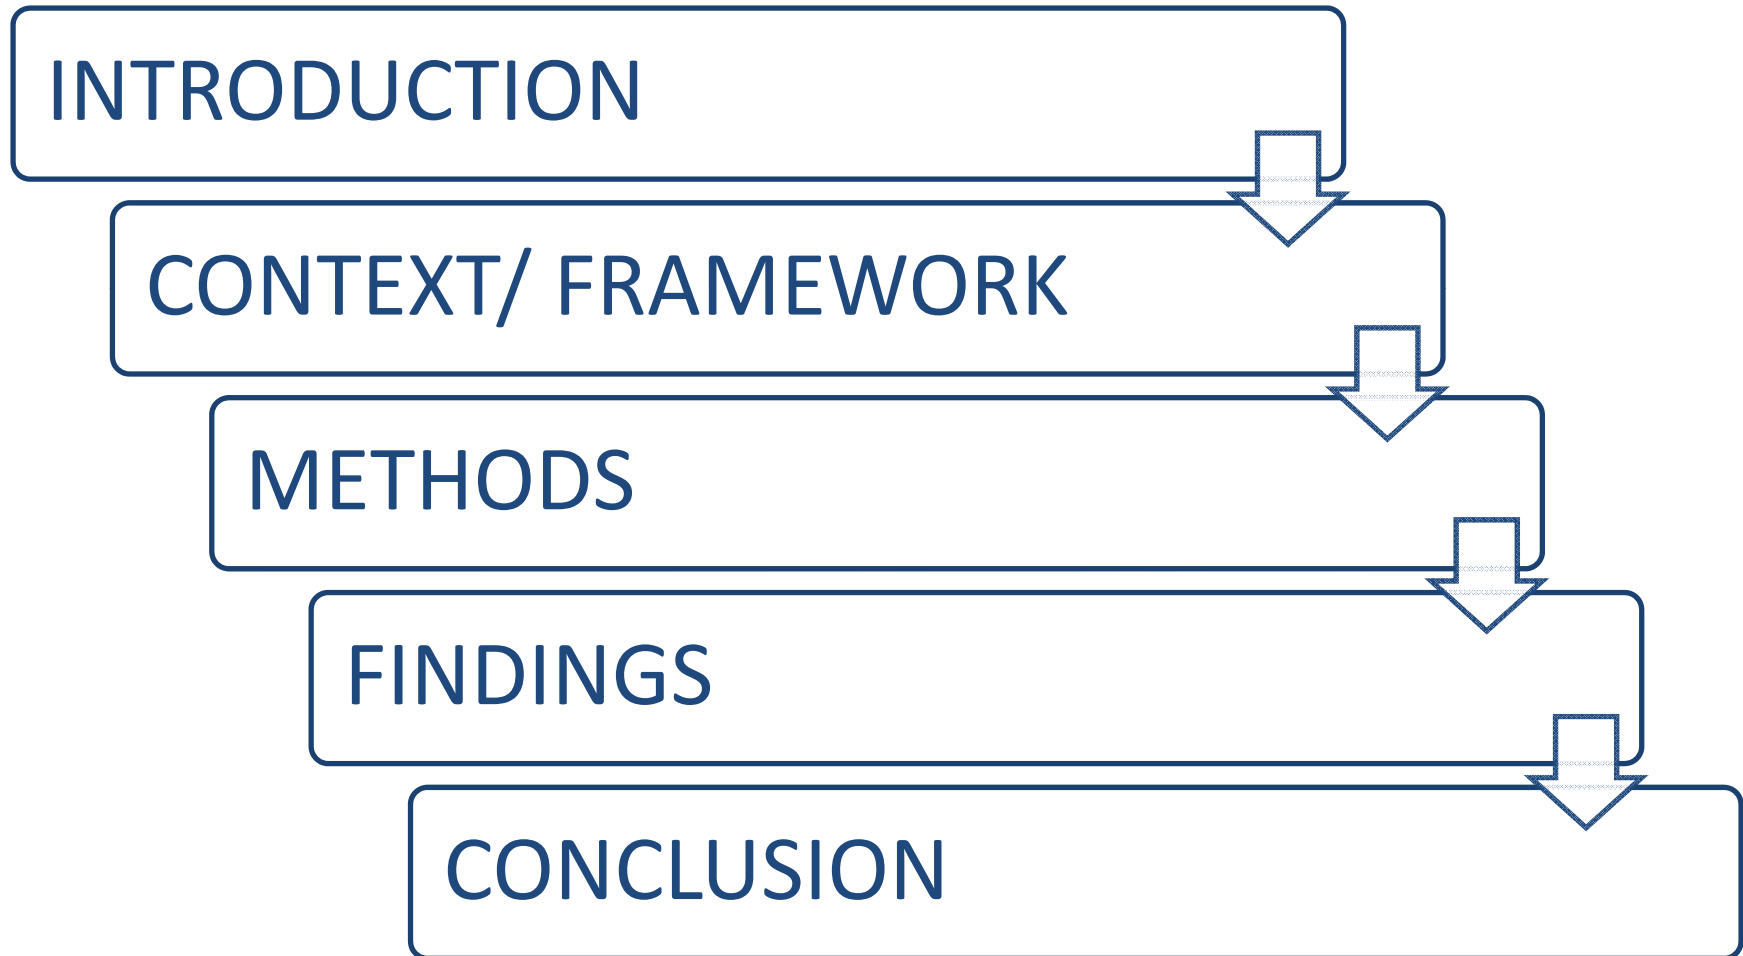 INTRODUCTION
CONTEXT/ FRAMEWORK
METHODS
FINDINGS
CONCLUSION